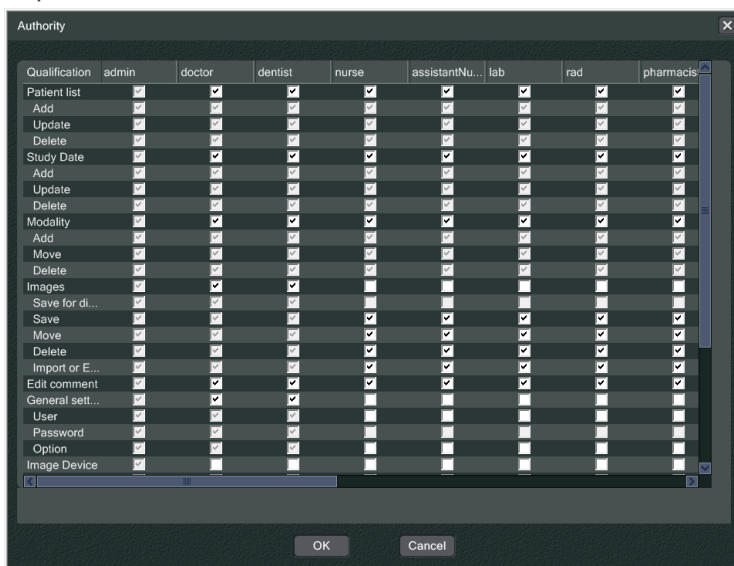 Authority
Qualification admin doctor dentist nurse assistantNu... lab rad pharmacis
Patient list
Add
Update
Delete
Study Date
Add
Update
Delete
Modality
Add
Move
Delete
Images
Save for di...
Save
Move
Delete
Import or E...
Edit comment
General sett...
User
Password
Option
Image Device
OK Cancel